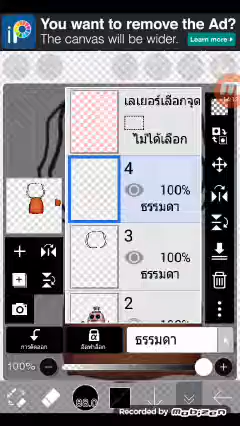 You want to remove the Ad?
The canvas will be wider.
Learn more ▸
เลเยอร์เลือกจุด
ไม่ได้เลือก
4
100%
ธรรมดา
3
100%
ธรรมดา
2
100%
การตัดออก
อัลฟาล็อก
ธรรมดา
100%
Recorded by Mobizen